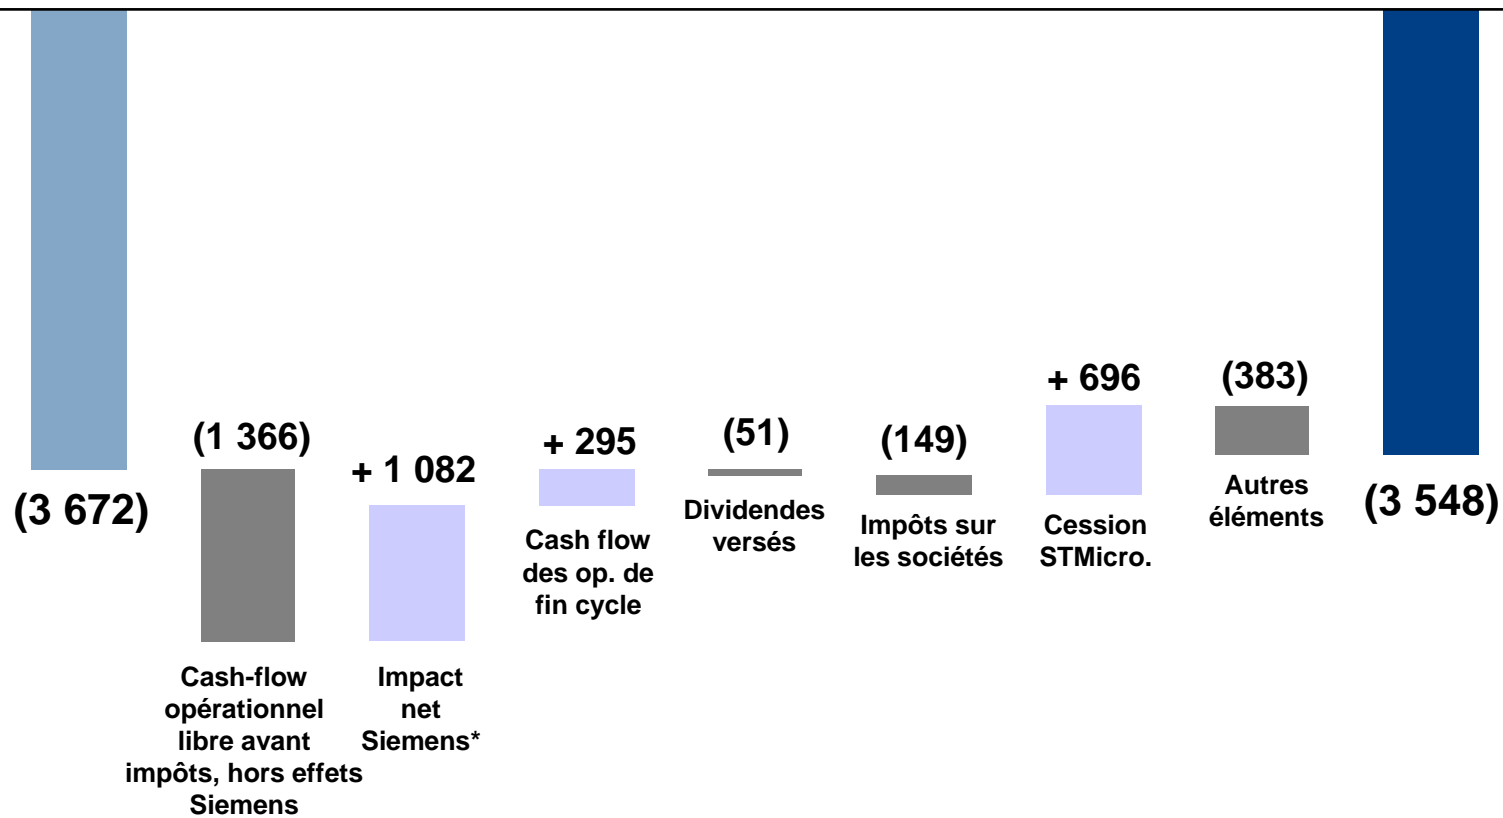 (3 672)
(1 366)
Cash-flow
opérationnel
libre avant
impôts, hors effets
Siemens
+ 1 082
Impact
net
Siemens*
+ 295
Cash flow
des op. de
fin cycle
(51)
Dividendes
versés
(149)
Impôts sur
les sociétés
+ 696
Cession
STMicro.
(383)
Autres
éléments
(3 548)